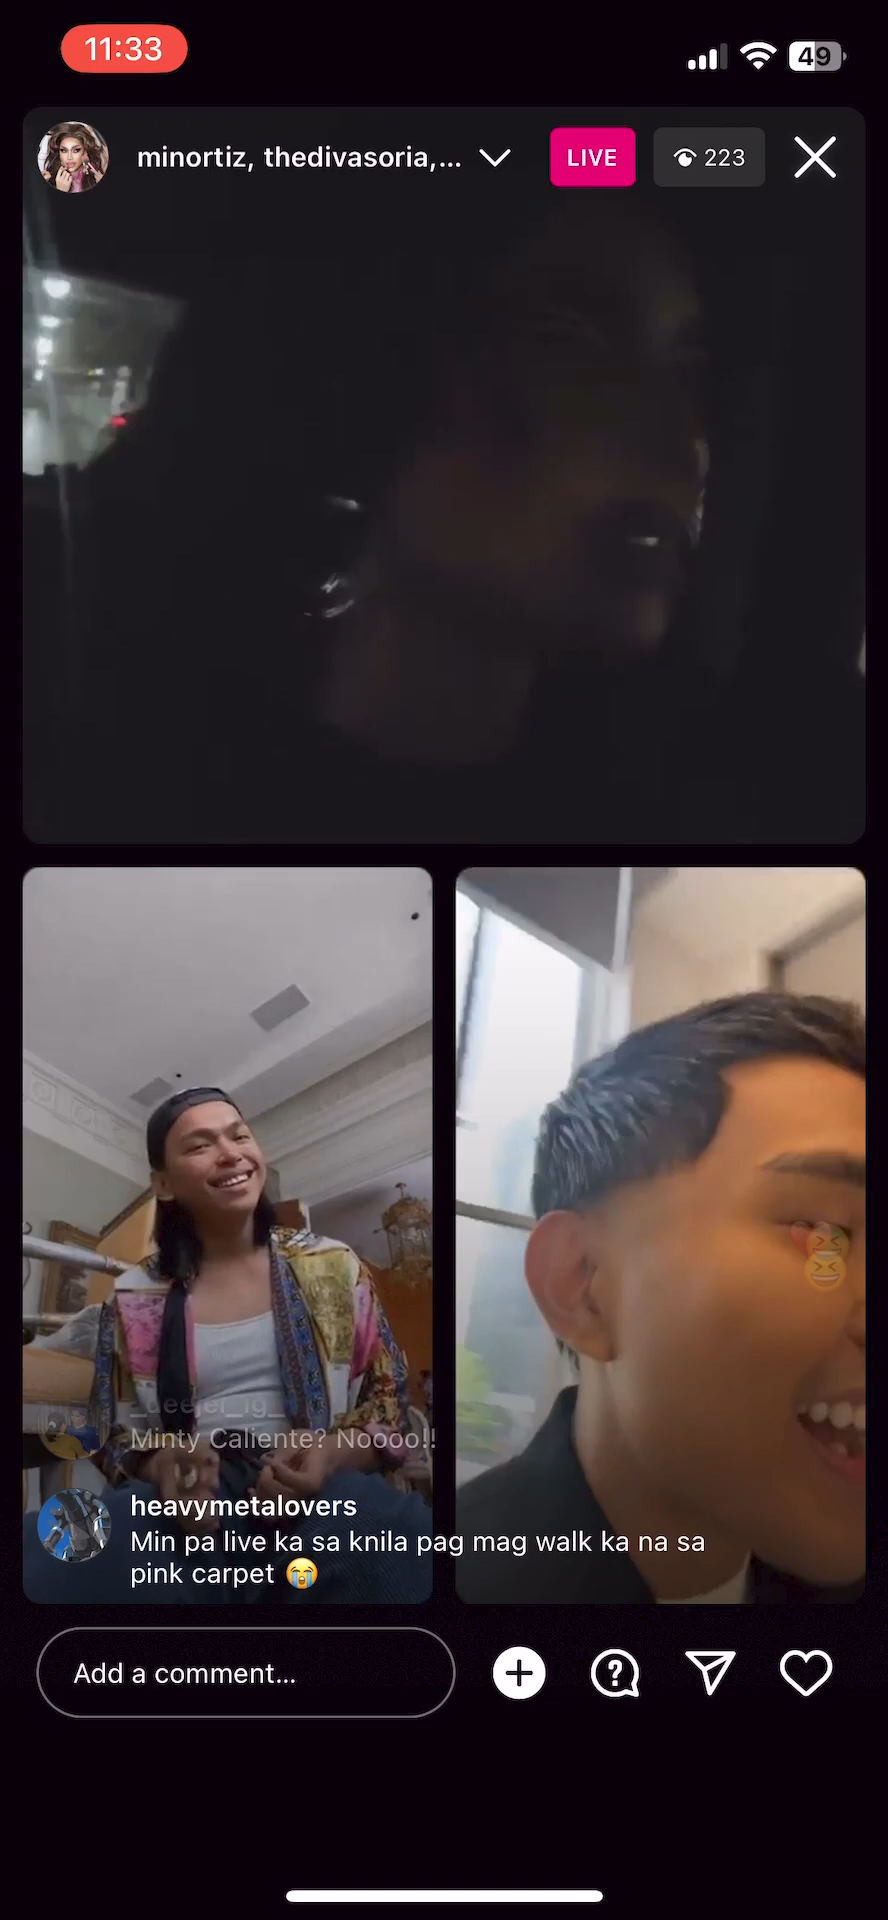 11:33
49
minortiz, thedivasoria,...
LIVE
223
_deejei_ig_
Minty Caliente? Noooo!!
heavymetalovers
Min pa live ka sa knila pag mag walk ka na sa
pink carpet 😭
Add a comment...